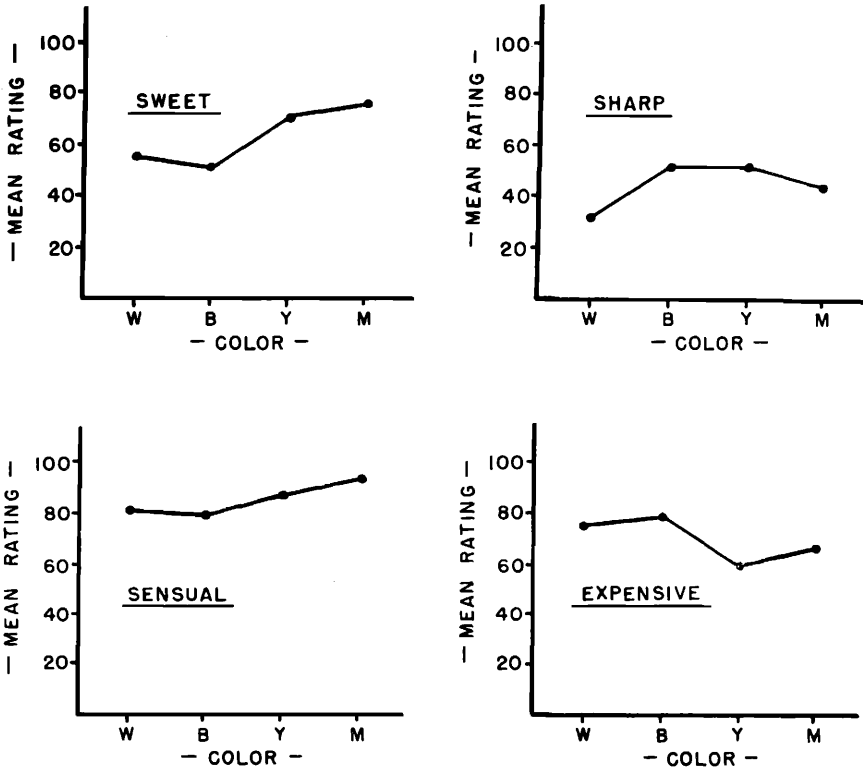 — MEAN RATING —
100
80
60
40
20
SWEET
W B Y M
— COLOR —
— MEAN RATING —
100
80
60
40
20
SHARP
W B Y M
— COLOR —
— MEAN RATING —
100
80
60
40
20
SENSUAL
W B Y M
— COLOR —
— MEAN RATING —
100
80
60
40
20
EXPENSIVE
W B Y M
— COLOR —